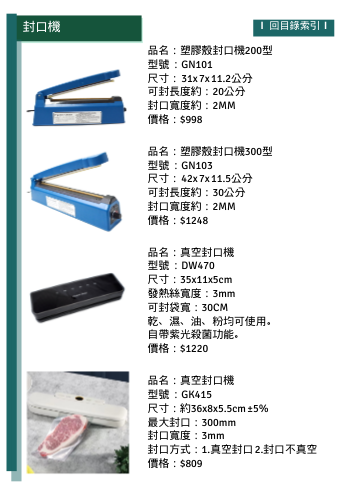 封口機
I 回目錄索引 I
品名：塑膠殼封口機200型
型號：GN101
尺寸：31x7x11.2公分
可封長度約：20公分
封口寬度約：2MM
價格：$998
品名：塑膠殼封口機300型
型號：GN103
尺寸：42x7x11.5公分
可封長度約：30公分
封口寬度約：2MM
價格：$1248
品名：真空封口機
型號：DW470
尺寸：35x11x5cm
發熱絲寬度：3mm
可封袋寬：30CM
乾、濕、油、粉均可使用。
自帶紫光殺菌功能。
價格：$1220
品名：真空封口機
型號：GK415
尺寸：約36x8x5.5cm ±5%
最大封口：300mm
封口寬度：3mm
封口方式：1.真空封口 2.封口不真空
價格：$809